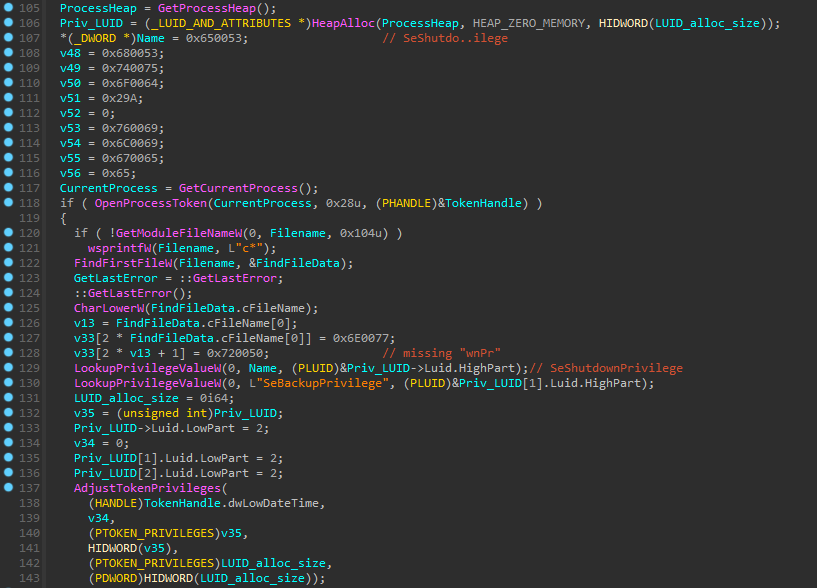 105 ProcessHeap = GetProcessHeap();
106 Priv_LUID = (_LUID_AND_ATTRIBUTES *)HeapAlloc(ProcessHeap, HEAP_ZERO_MEMORY, HIDWORD(LUID_alloc_size));
107 *(_DWORD *)Name = 0x650053; // SeShutdo..ilege
108 v48 = 0x680053;
109 v49 = 0x740075;
110 v50 = 0x6F0064;
111 v51 = 0x29A;
112 v52 = 0;
113 v53 = 0x760069;
114 v54 = 0x6C0069;
115 v55 = 0x670065;
116 v56 = 0x65;
117 CurrentProcess = GetCurrentProcess();
118 if ( OpenProcessToken(CurrentProcess, 0x28u, (PHANDLE)&TokenHandle) )
119 {
120 if ( !GetModuleFileNameW(0, Filename, 0x104u) )
121 wsprintfW(Filename, L"c*");
122 FindFirstFileW(Filename, &FindFileData);
123 GetLastError = ::GetLastError;
124 ::GetLastError();
125 CharLowerW(FindFileData.cFileName);
126 v13 = FindFileData.cFileName[0];
127 v33[2 * FindFileData.cFileName[0]] = 0x6E0077;
128 v33[2 * v13 + 1] = 0x720050; // missing "wnPr"
129 LookupPrivilegeValueW(0, Name, (PLUID)&Priv_LUID->Luid.HighPart);// SeShutdownPrivilege
130 LookupPrivilegeValueW(0, L"SeBackupPrivilege", (PLUID)&Priv_LUID[1].Luid.HighPart);
131 LUID_alloc_size = 0i64;
132 v35 = (unsigned int)Priv_LUID;
133 Priv_LUID->Luid.LowPart = 2;
134 v34 = 0;
135 Priv_LUID[1].Luid.LowPart = 2;
136 Priv_LUID[2].Luid.LowPart = 2;
137 AdjustTokenPrivileges(
138 (HANDLE)TokenHandle.dwLowDateTime,
139 v34,
140 (PTOKEN_PRIVILEGES)v35,
141 HIDWORD(v35),
142 (PTOKEN_PRIVILEGES)LUID_alloc_size,
143 (PDWORD)HIDWORD(LUID_alloc_size));